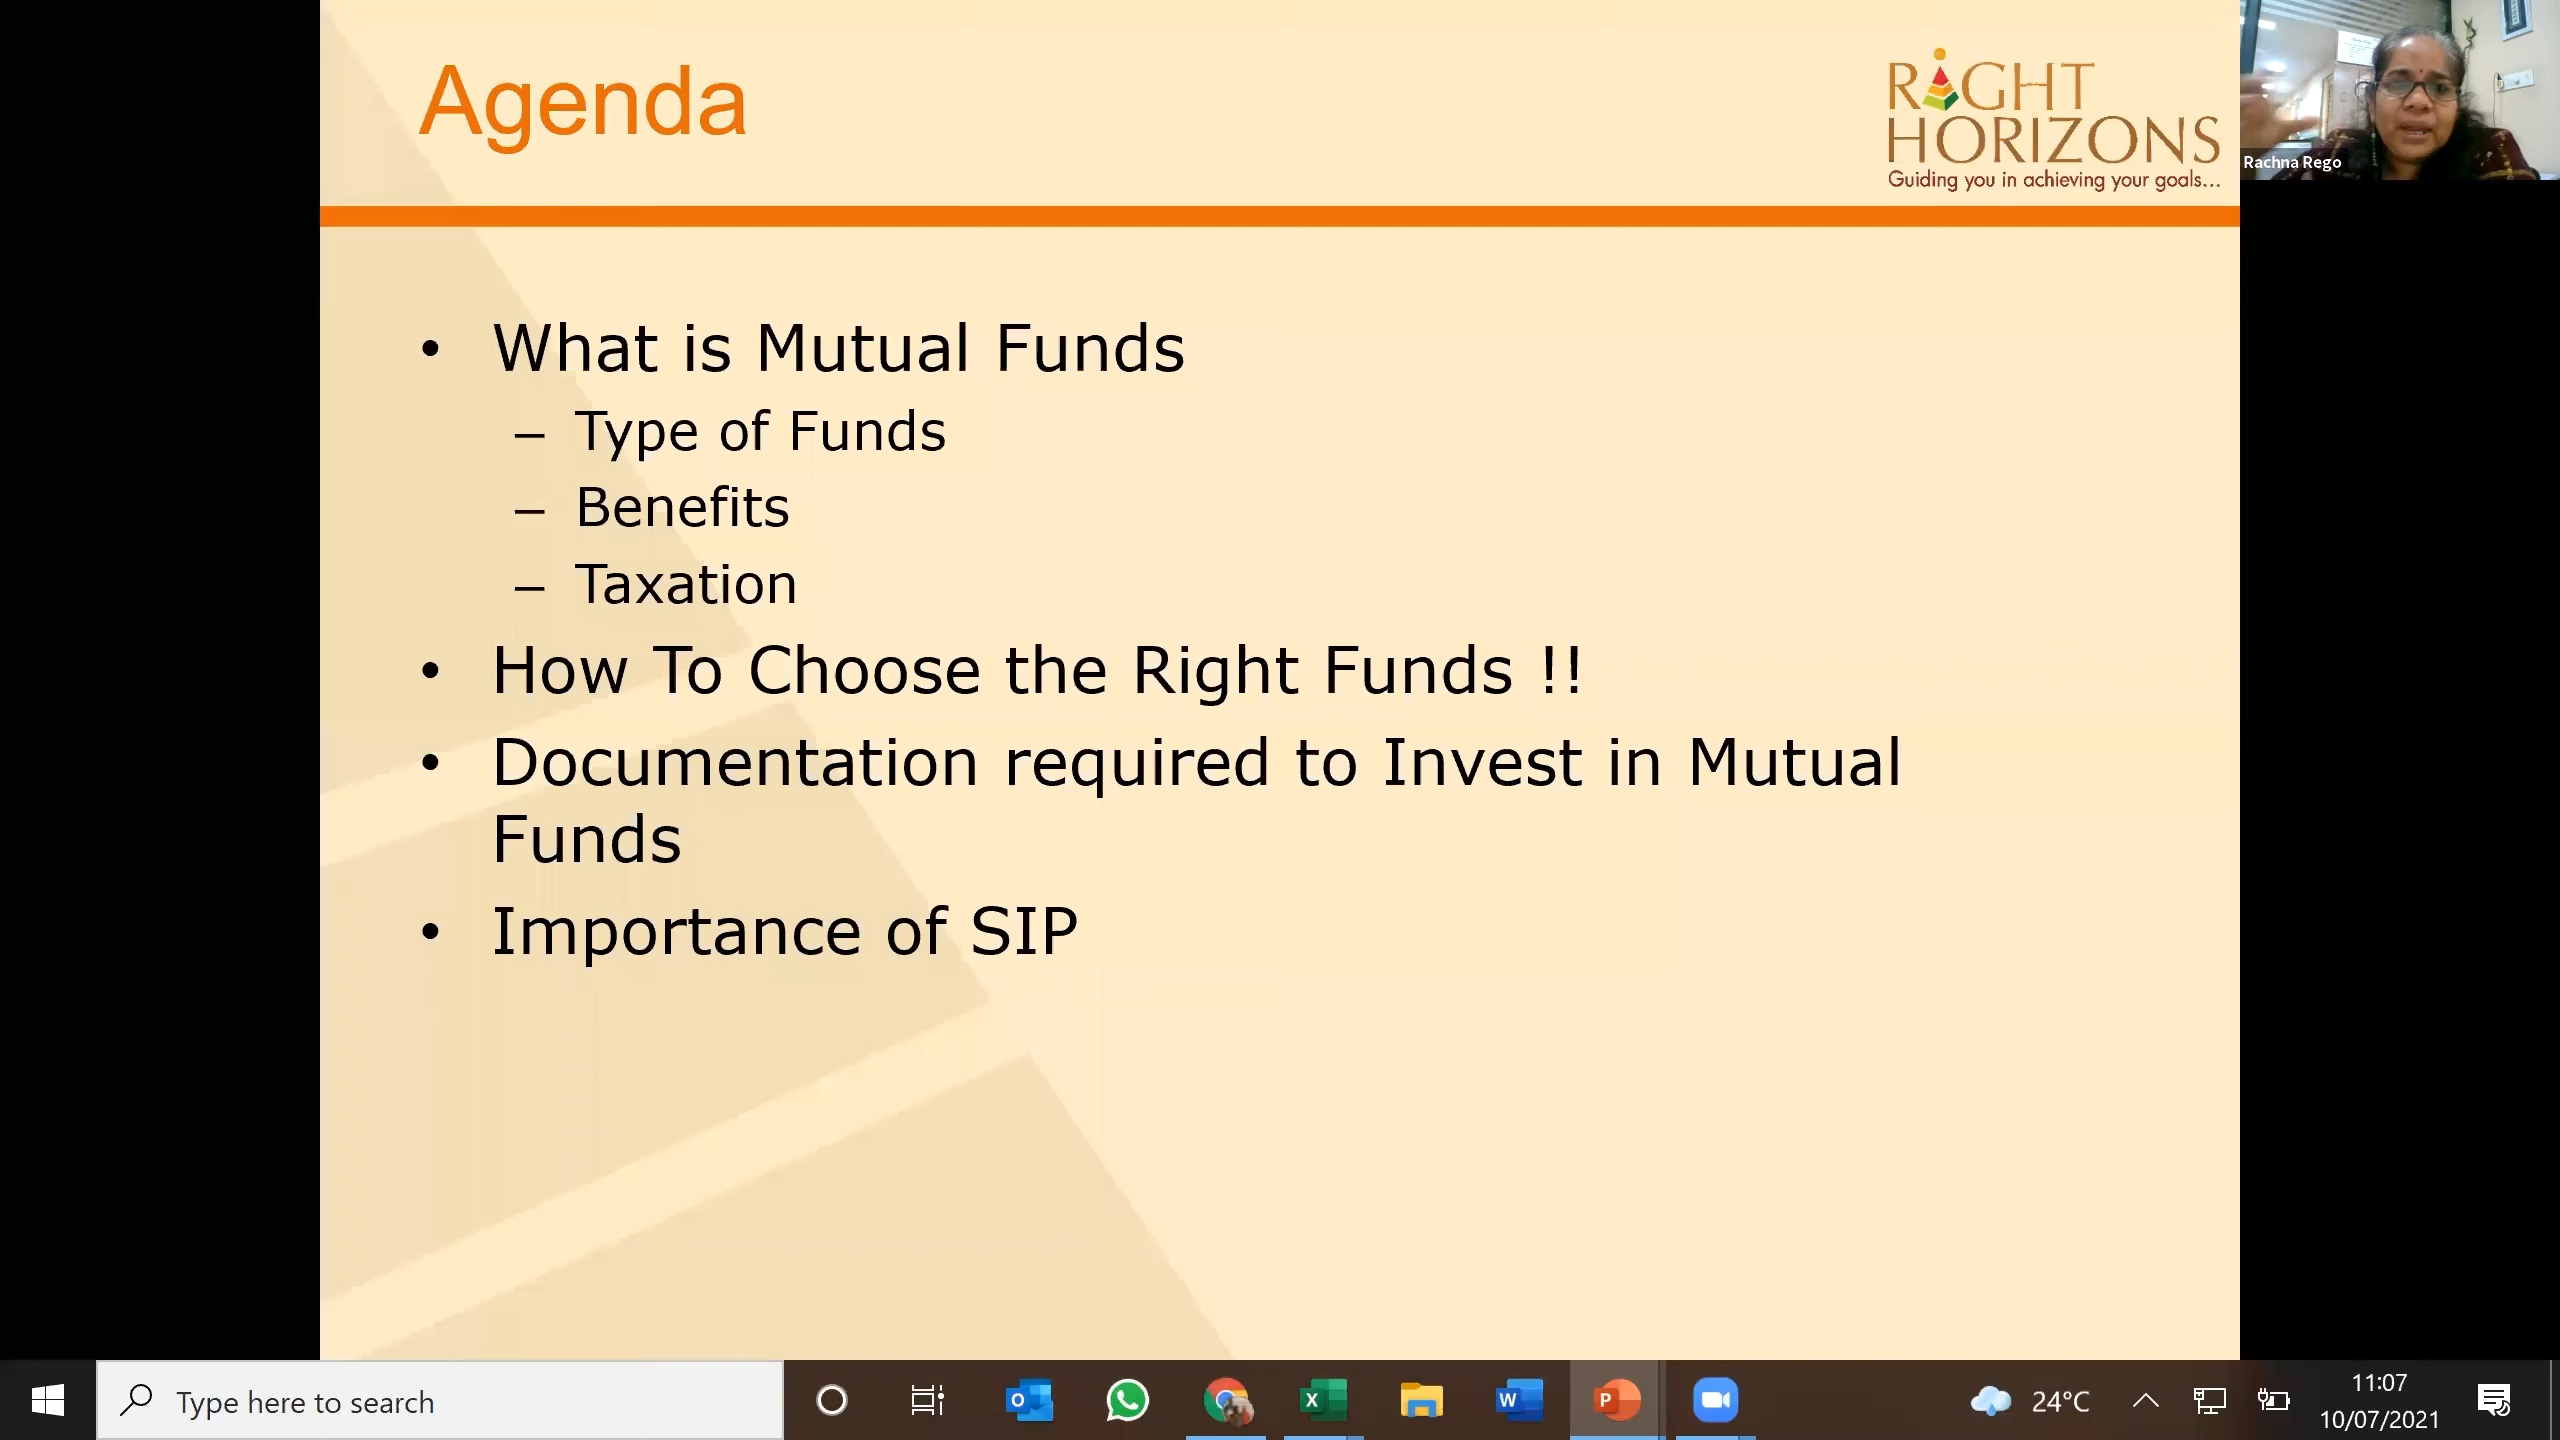 Agenda
RIGHT
HORIZONS
Guiding you in achieving your goals...
Rachna Rego
• What is Mutual Funds
– Type of Funds
– Benefits
– Taxation
• How To Choose the Right Funds !!
• Documentation required to Invest in Mutual
Funds
• Importance of SIP
Type here to search
24°C
11:07
10/07/2021